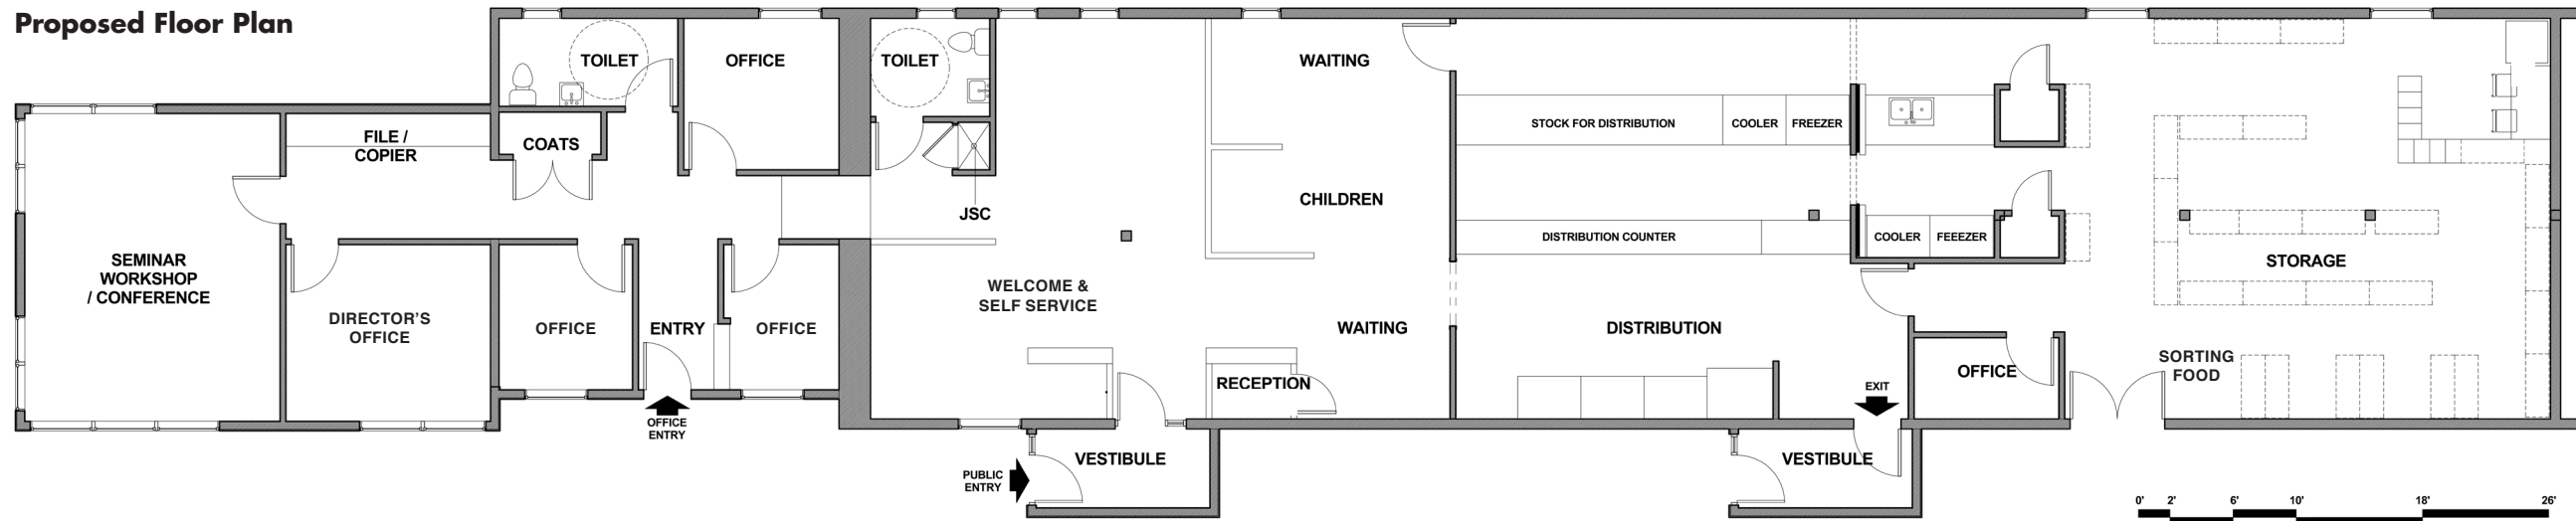 Proposed Floor Plan
TOILET
OFFICE
TOILET
WAITING
FILE /
COPIER
COATS
STOCK FOR DISTRIBUTION
COOLER
FREEZER
CHILDREN
JSC
DISTRIBUTION COUNTER
COOLER
FEEEZER
SEMINAR
WORKSHOP
/ CONFERENCE
STORAGE
WELCOME &
SELF SERVICE
DIRECTOR'S
OFFICE
OFFICE
ENTRY
OFFICE
WAITING
DISTRIBUTION
SORTING
FOOD
OFFICE
RECEPTION
EXIT
OFFICE
ENTRY
VESTIBULE
VESTIBULE
PUBLIC
ENTRY
0' 2' 6' 10' 18' 26'